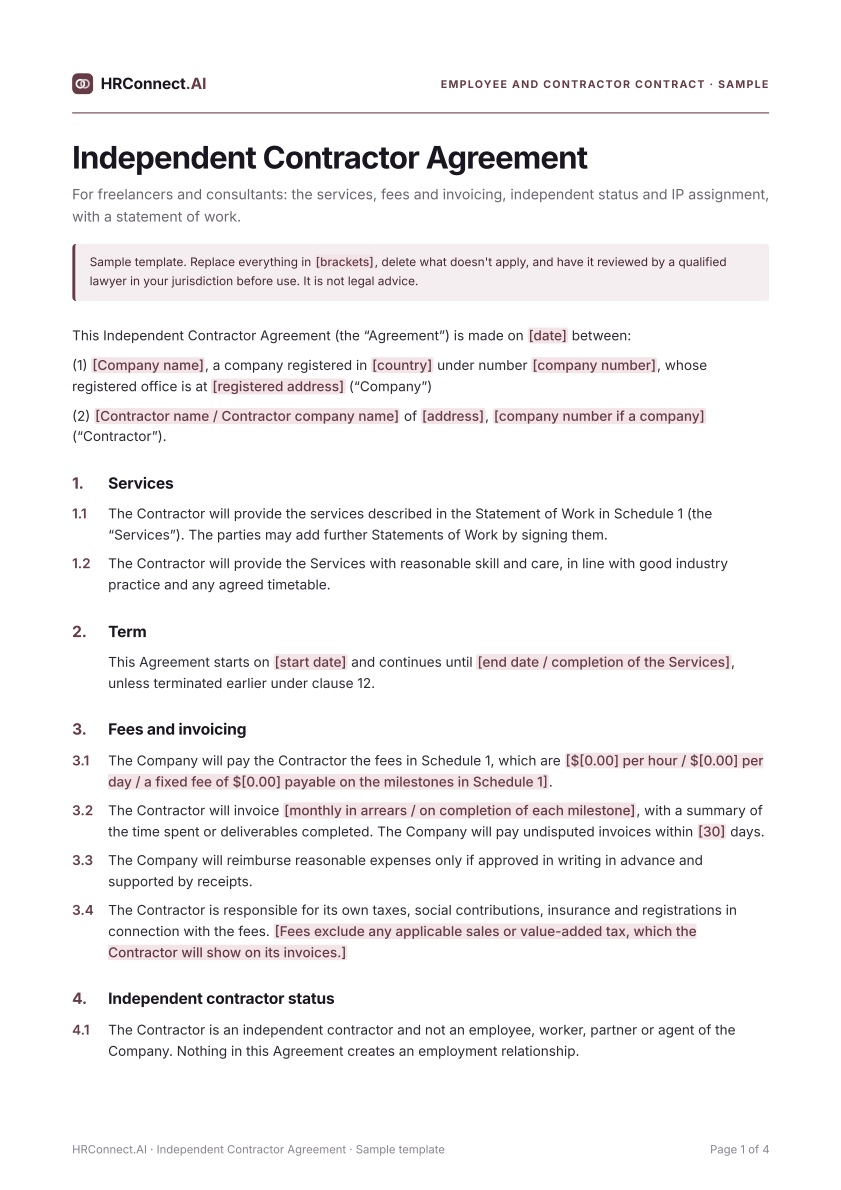 HRConnect.AI
EMPLOYEE AND CONTRACTOR CONTRACT · SAMPLE
Independent Contractor Agreement
For freelancers and consultants: the services, fees and invoicing, independent status and IP assignment,
with a statement of work.
Sample template. Replace everything in [brackets], delete what doesn't apply, and have it reviewed by a qualified
lawyer in your jurisdiction before use. It is not legal advice.
This Independent Contractor Agreement (the “Agreement”) is made on [date] between:
(1) [Company name], a company registered in [country] under number [company number], whose
registered office is at [registered address] (“Company”)
(2) [Contractor name / Contractor company name] of [address], [company number if a company]
(“Contractor”).
1. Services
1.1 The Contractor will provide the services described in the Statement of Work in Schedule 1 (the
“Services”). The parties may add further Statements of Work by signing them.
1.2 The Contractor will provide the Services with reasonable skill and care, in line with good industry
practice and any agreed timetable.
2. Term
This Agreement starts on [start date] and continues until [end date / completion of the Services],
unless terminated earlier under clause 12.
3. Fees and invoicing
3.1 The Company will pay the Contractor the fees in Schedule 1, which are [$[0.00] per hour / $[0.00] per
day / a fixed fee of $[0.00] payable on the milestones in Schedule 1].
3.2 The Contractor will invoice [monthly in arrears / on completion of each milestone], with a summary of
the time spent or deliverables completed. The Company will pay undisputed invoices within [30] days.
3.3 The Company will reimburse reasonable expenses only if approved in writing in advance and
supported by receipts.
3.4 The Contractor is responsible for its own taxes, social contributions, insurance and registrations in
connection with the fees. [Fees exclude any applicable sales or value-added tax, which the
Contractor will show on its invoices.]
4. Independent contractor status
4.1 The Contractor is an independent contractor and not an employee, worker, partner or agent of the
Company. Nothing in this Agreement creates an employment relationship.
HRConnect.AI · Independent Contractor Agreement · Sample template
Page 1 of 4